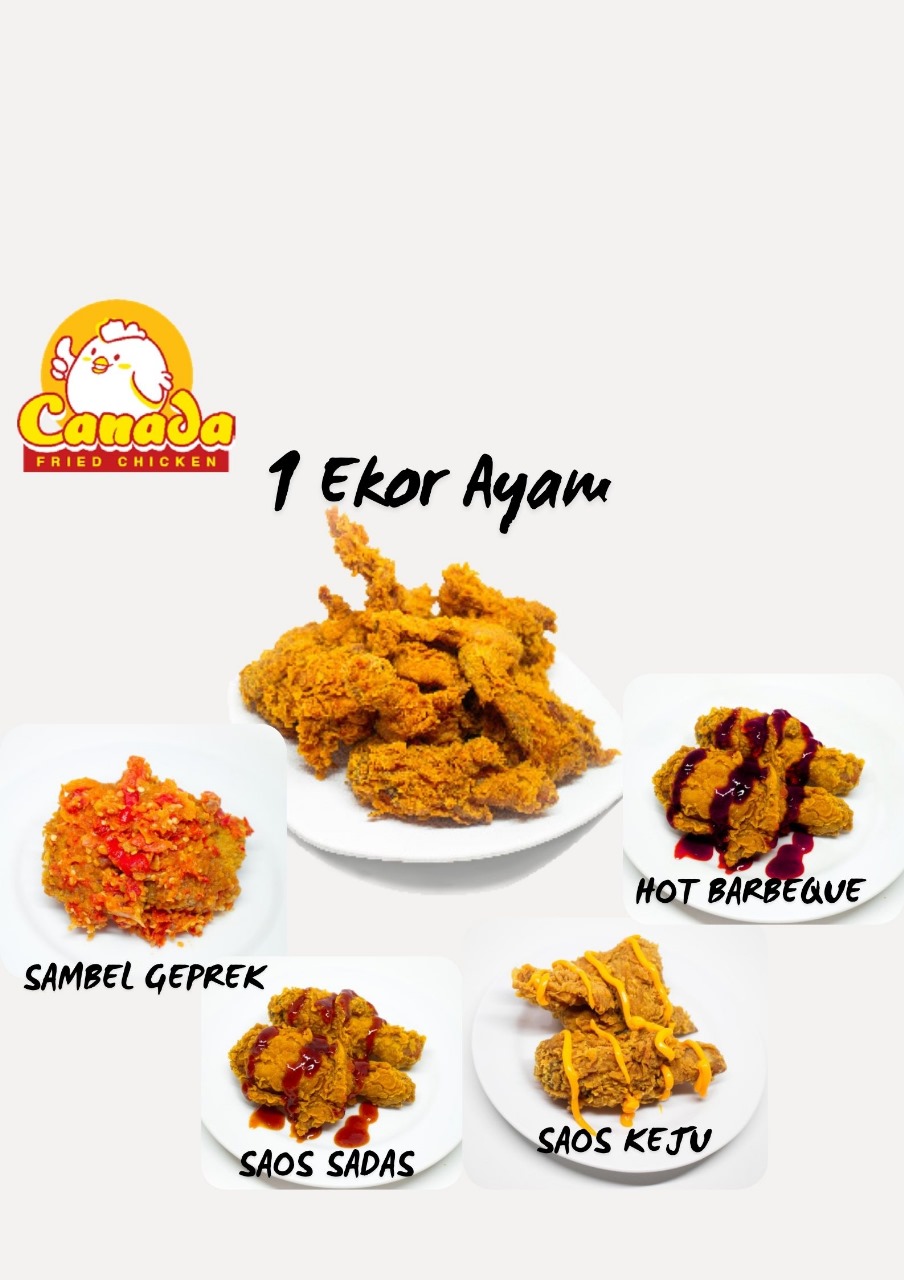 Canada
FRIED CHICKEN
1 Ekor Ayam
HOT BARBEQUE
SAMBEL GEPREK
SAOS KEJU
SAOS SADAS